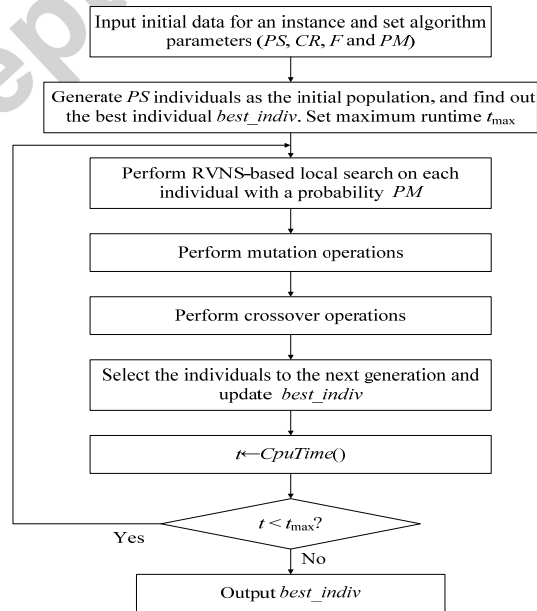 Input initial data for an instance and set algorithm
parameters (PS, CR, F and PM)
Generate PS individuals as the initial population, and find out
the best individual best_indiv. Set maximum runtime tmax
Perform RVNS-based local search on each
individual with a probability PM
Perform mutation operations
Perform crossover operations
Select the individuals to the next generation and
update best_indiv
t←CpuTime()
t < tmax?
Yes
No
Output best_indiv